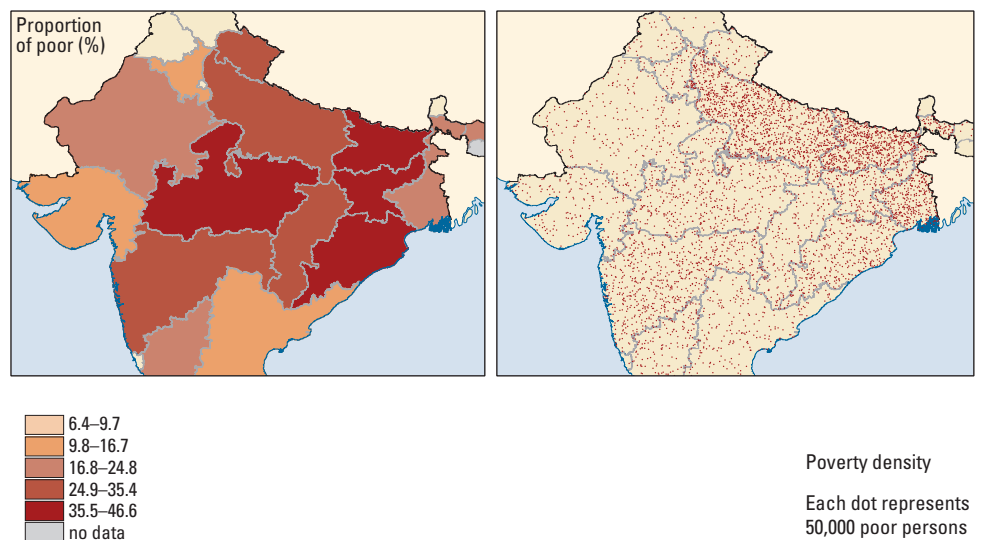 Proportion
of poor (%)
6.4–9.7
9.8–16.7
16.8–24.8
24.9–35.4
35.5–46.6
no data
Poverty density
Each dot represents
50,000 poor persons